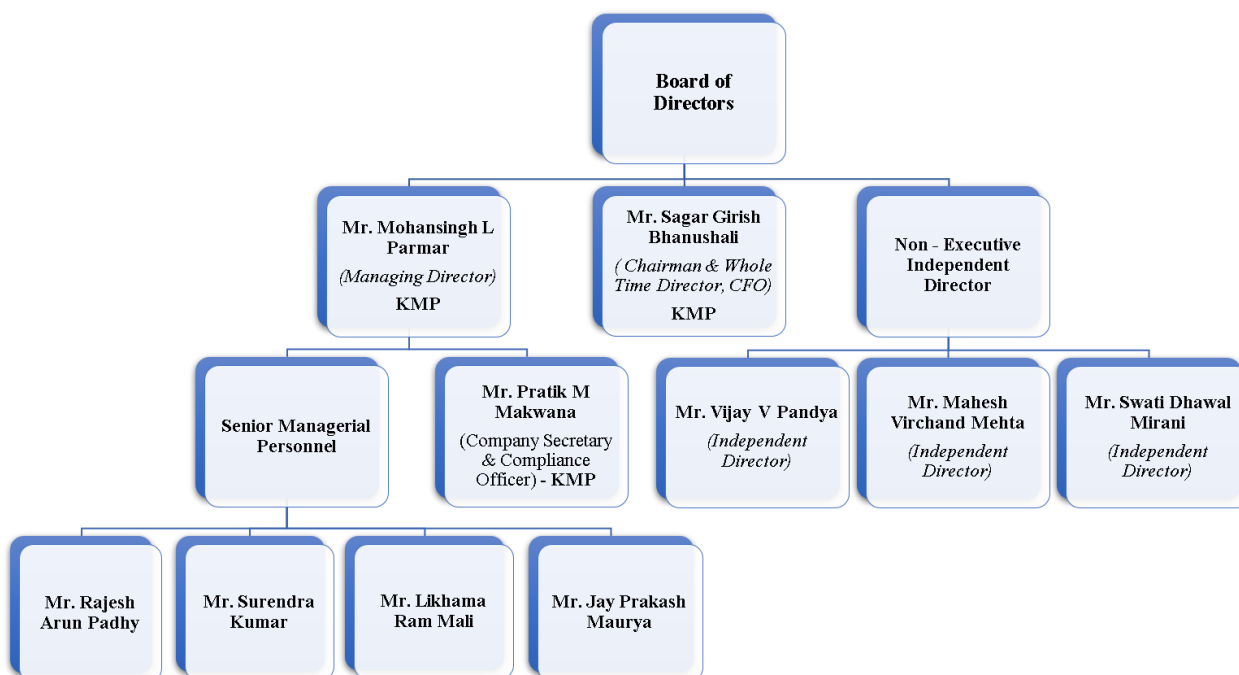 Board of
Directors
Mr. Mohansingh L
Parmar
(Managing Director)
KMP
Mr. Sagar Girish
Bhanushali
( Chairman & Whole
Time Director, CFO)
KMP
Non - Executive
Independent
Director
Senior Managerial
Personnel
Mr. Pratik M
Makwana
(Company Secretary
& Compliance
Officer) - KMP
Mr. Vijay V Pandya
(Independent
Director)
Mr. Mahesh
Virchand Mehta
(Independent
Director)
Mr. Swati Dhawal
Mirani
(Independent
Director)
Mr. Rajesh
Arun Padhy
Mr. Surendra
Kumar
Mr. Likhama
Ram Mali
Mr. Jay Prakash
Maurya